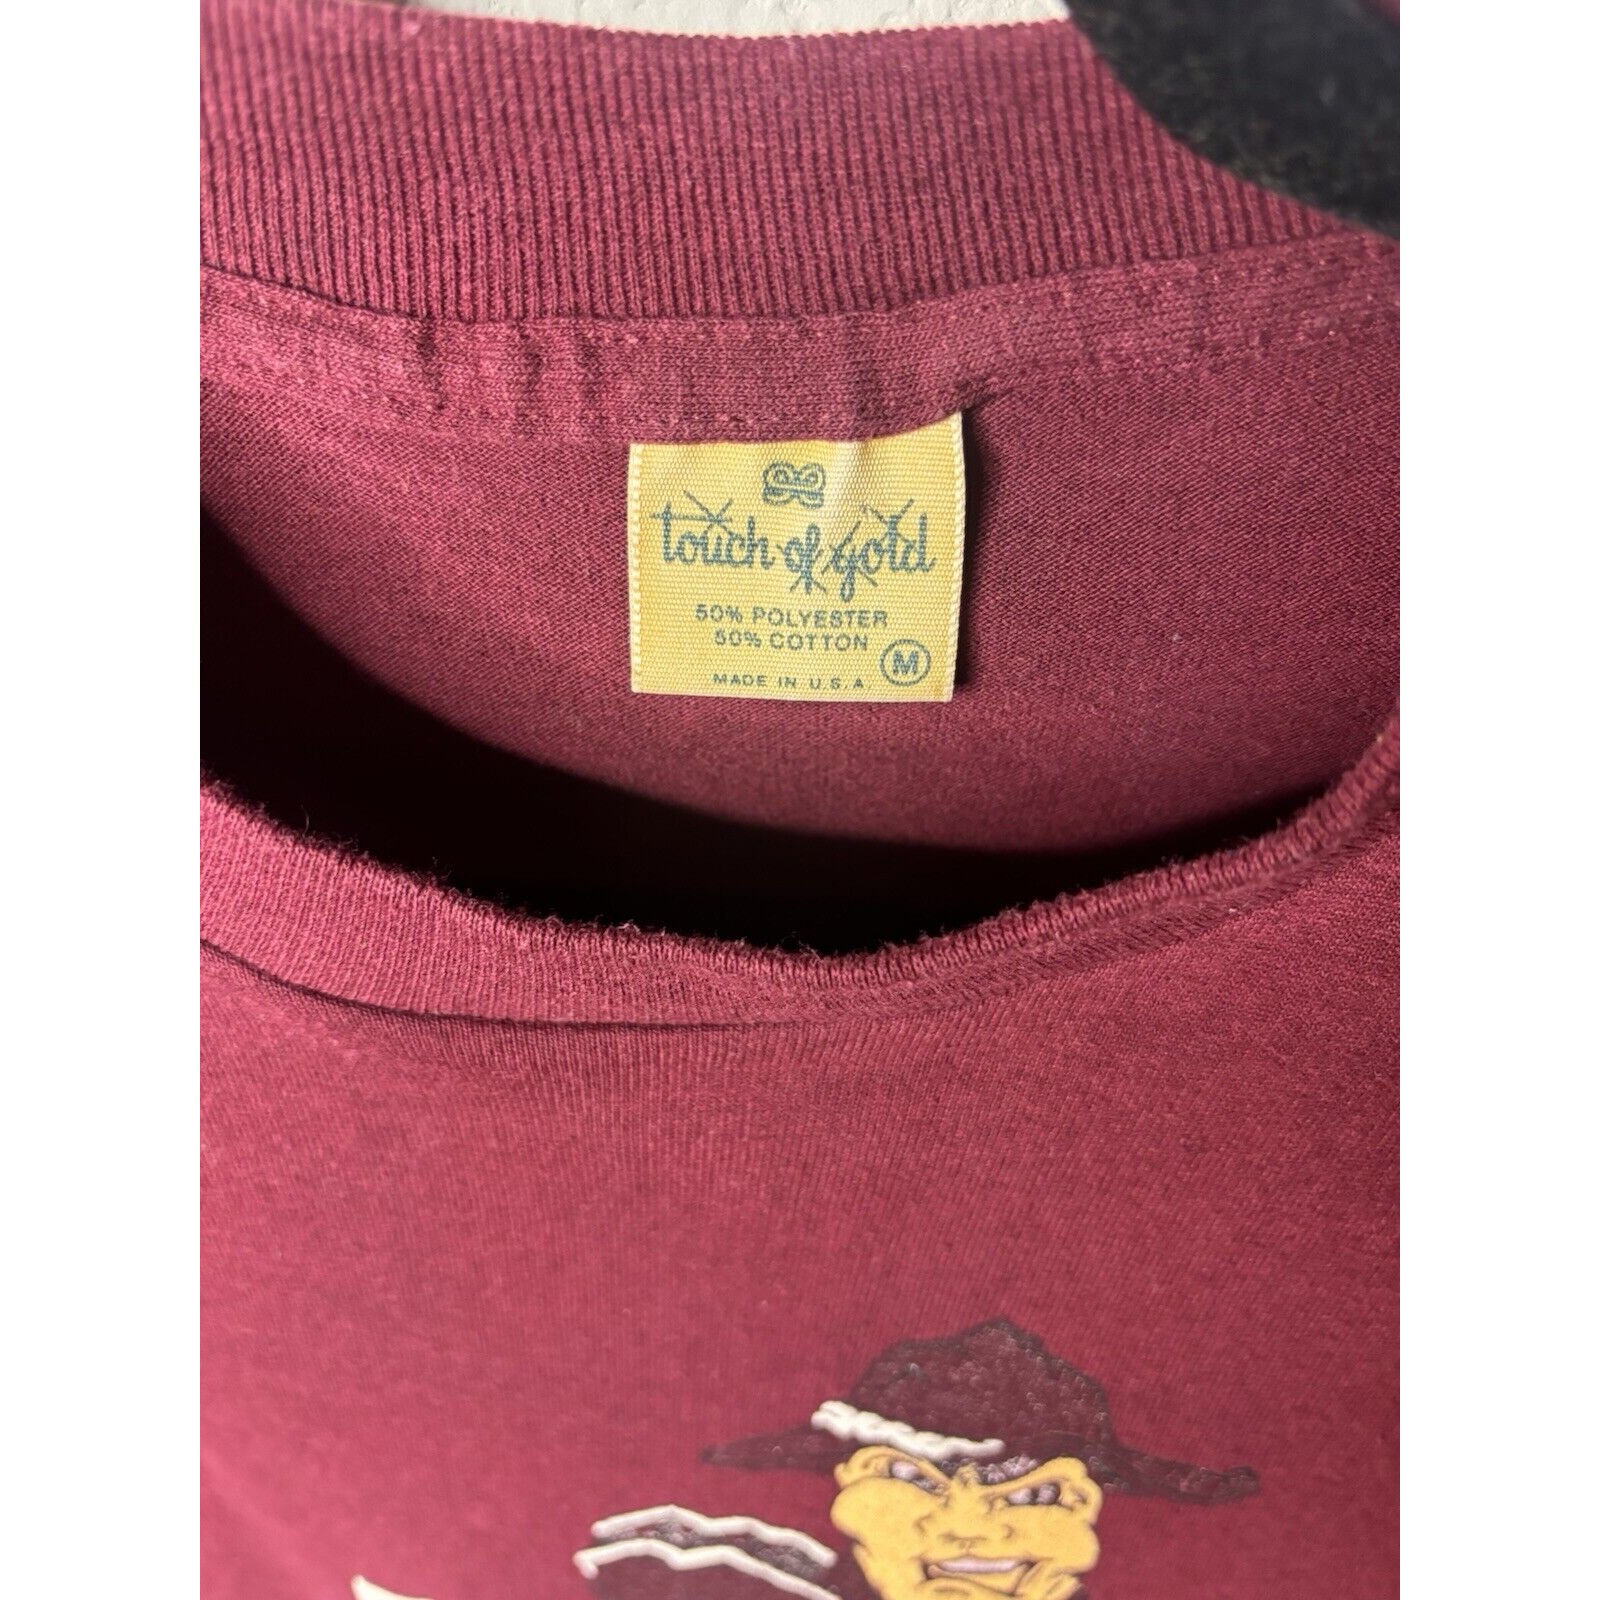 touch of gold
50% POLYESTER
50% COTTON
M
MADE IN U.S.A